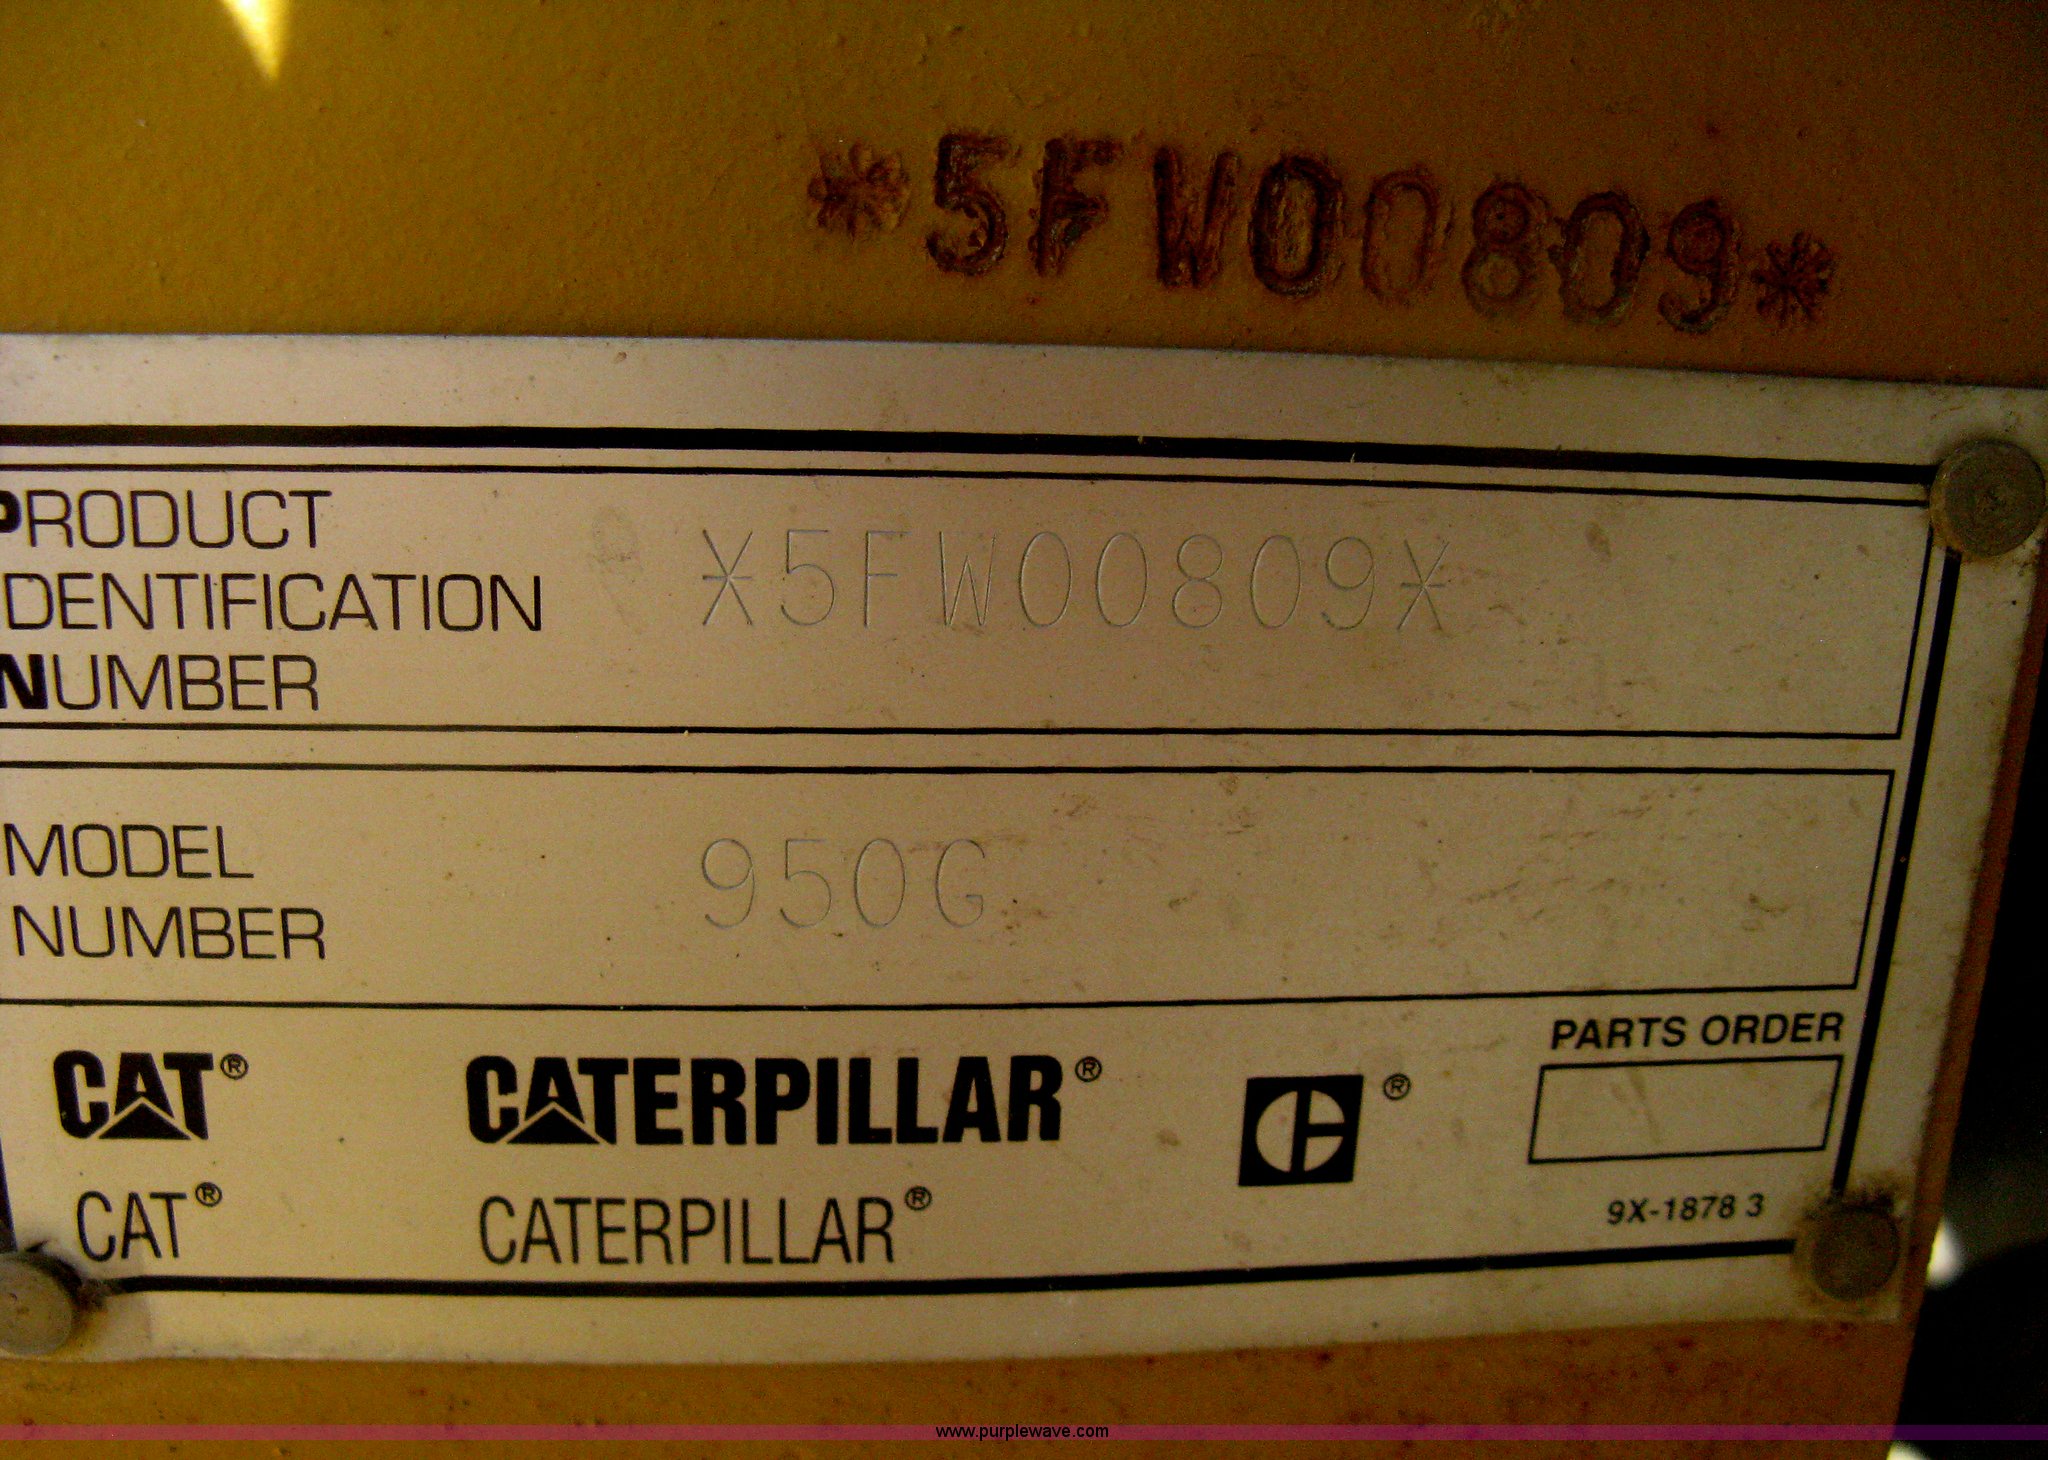 *5FW00809*
PRODUCT
IDENTIFICATION
NUMBER
*5FW00809*
MODEL
NUMBER
950G
CAT® CATERPILLAR® ®
CAT® CATERPILLAR®
PARTS ORDER
9X-1878 3
www.purplewave.com